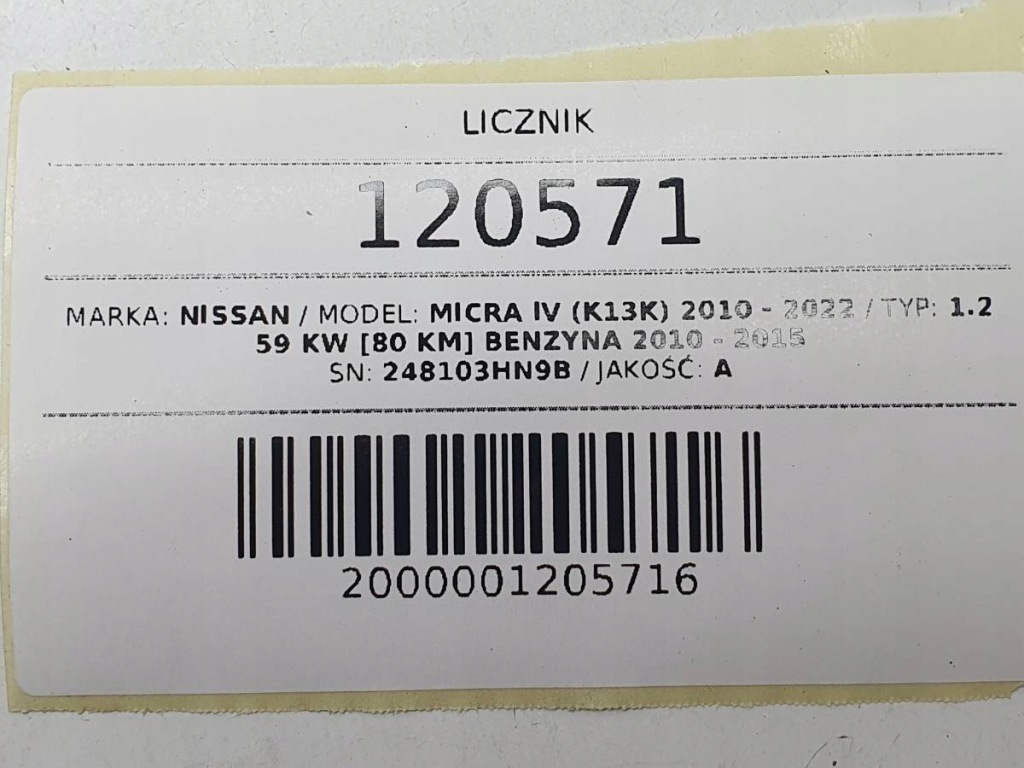 LICZNIK
120571
MARKA: NISSAN / MODEL: MICRA IV (K13K) 2010 - 2022 / TYP: 1.2
59 KW [80 KM] BENZYNA 2010 - 2015
SN: 248103HN9B / JAKOŚĆ: A
2000001205716